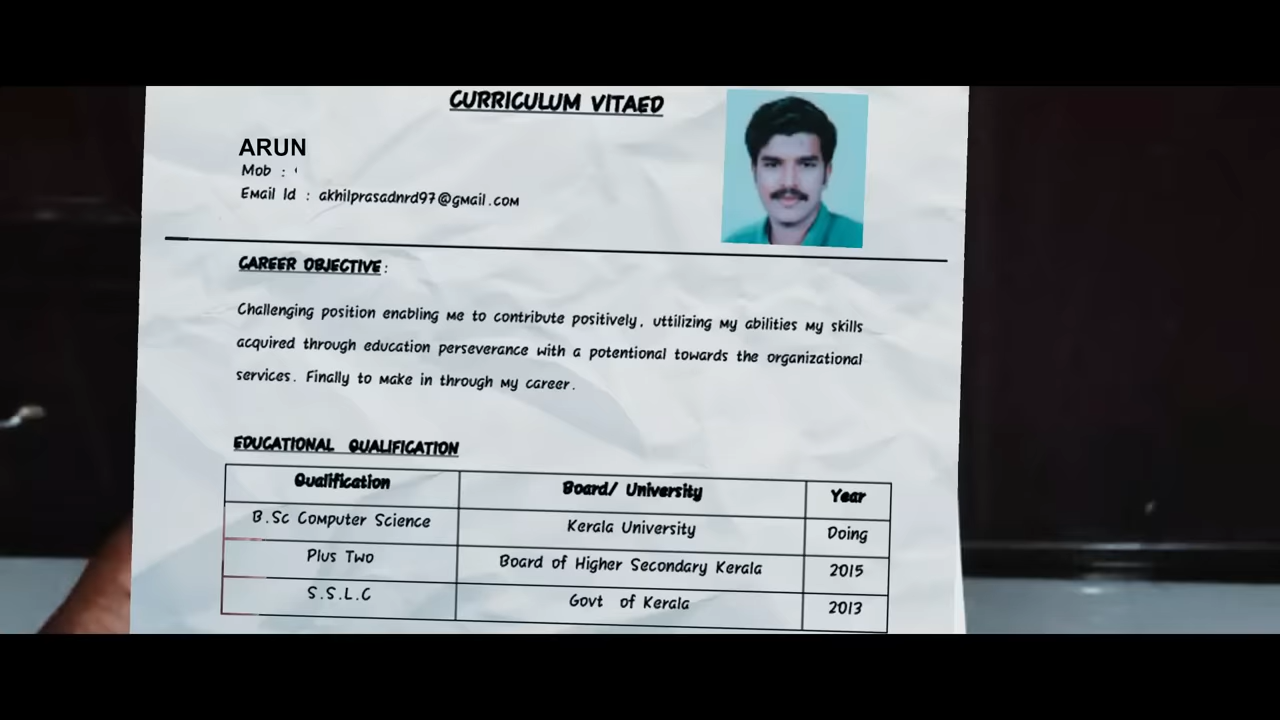 CURRICULUM VITAED
ARUN
Mob :
Email Id : akhilprasadnrd97@gmail.com
CAREER OBJECTIVE:
Challenging position enabling me to contribute positively, uttilizing my abilities my skills
acquired through education perseverance with a potentional towards the organizational
services. Finally to make in through my career.
EDUCATIONAL QUALIFICATION
Qualification Board/ University Year
B.Sc Computer Science Kerala University Doing
Plus Two Board of Higher Secondary Kerala 2015
S.S.L.C Govt of Kerala 2013